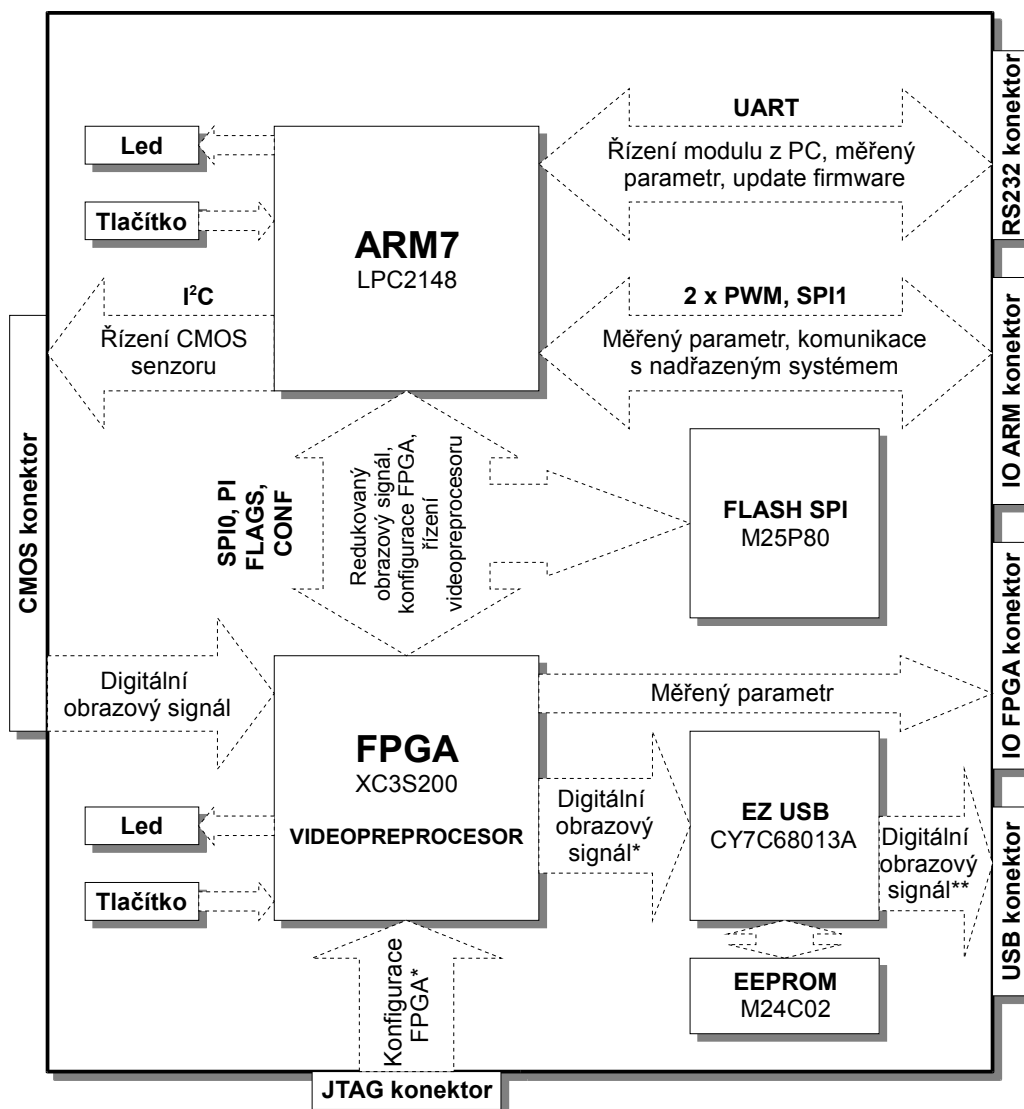 UART
Řízení modulu z PC, měřený
parametr, update firmware
RS232 konektor
Led
Tlačítko
ARM7
LPC2148
I²C
Řízení CMOS
senzoru
2 x PWM, SPI1
Měřený parametr, komunikace
s nadřazeným systémem
IO ARM konektor
CMOS konektor
SPI0, PI
FLAGS,
CONF
Redukovaný
obrazový signál,
konfigurace FPGA,
řízení
videopreprocesoru
FLASH SPI
M25P80
IO FPGA konektor
Digitální
obrazový signál
FPGA
XC3S200
VIDEOPREPROCESOR
Měřený parametr
Led
Tlačítko
Digitální
obrazový
signál*
EZ USB
CY7C68013A
Digitální
obrazový
signál**
USB konektor
EEPROM
M24C02
Konfigurace
FPGA*
JTAG konektor